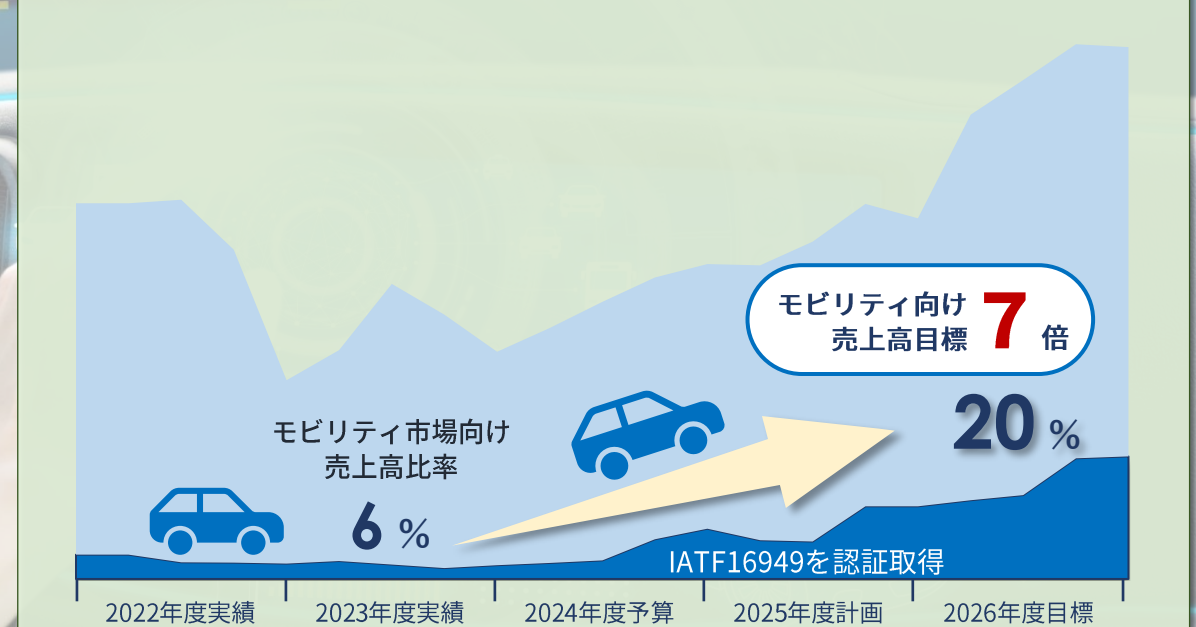 モビリティ向け
売上高目標 7 倍
20 %
モビリティ市場向け
売上高比率
6 %
IATF16949を認証取得
2022年度実績 2023年度実績 2024年度予算 2025年度計画 2026年度目標